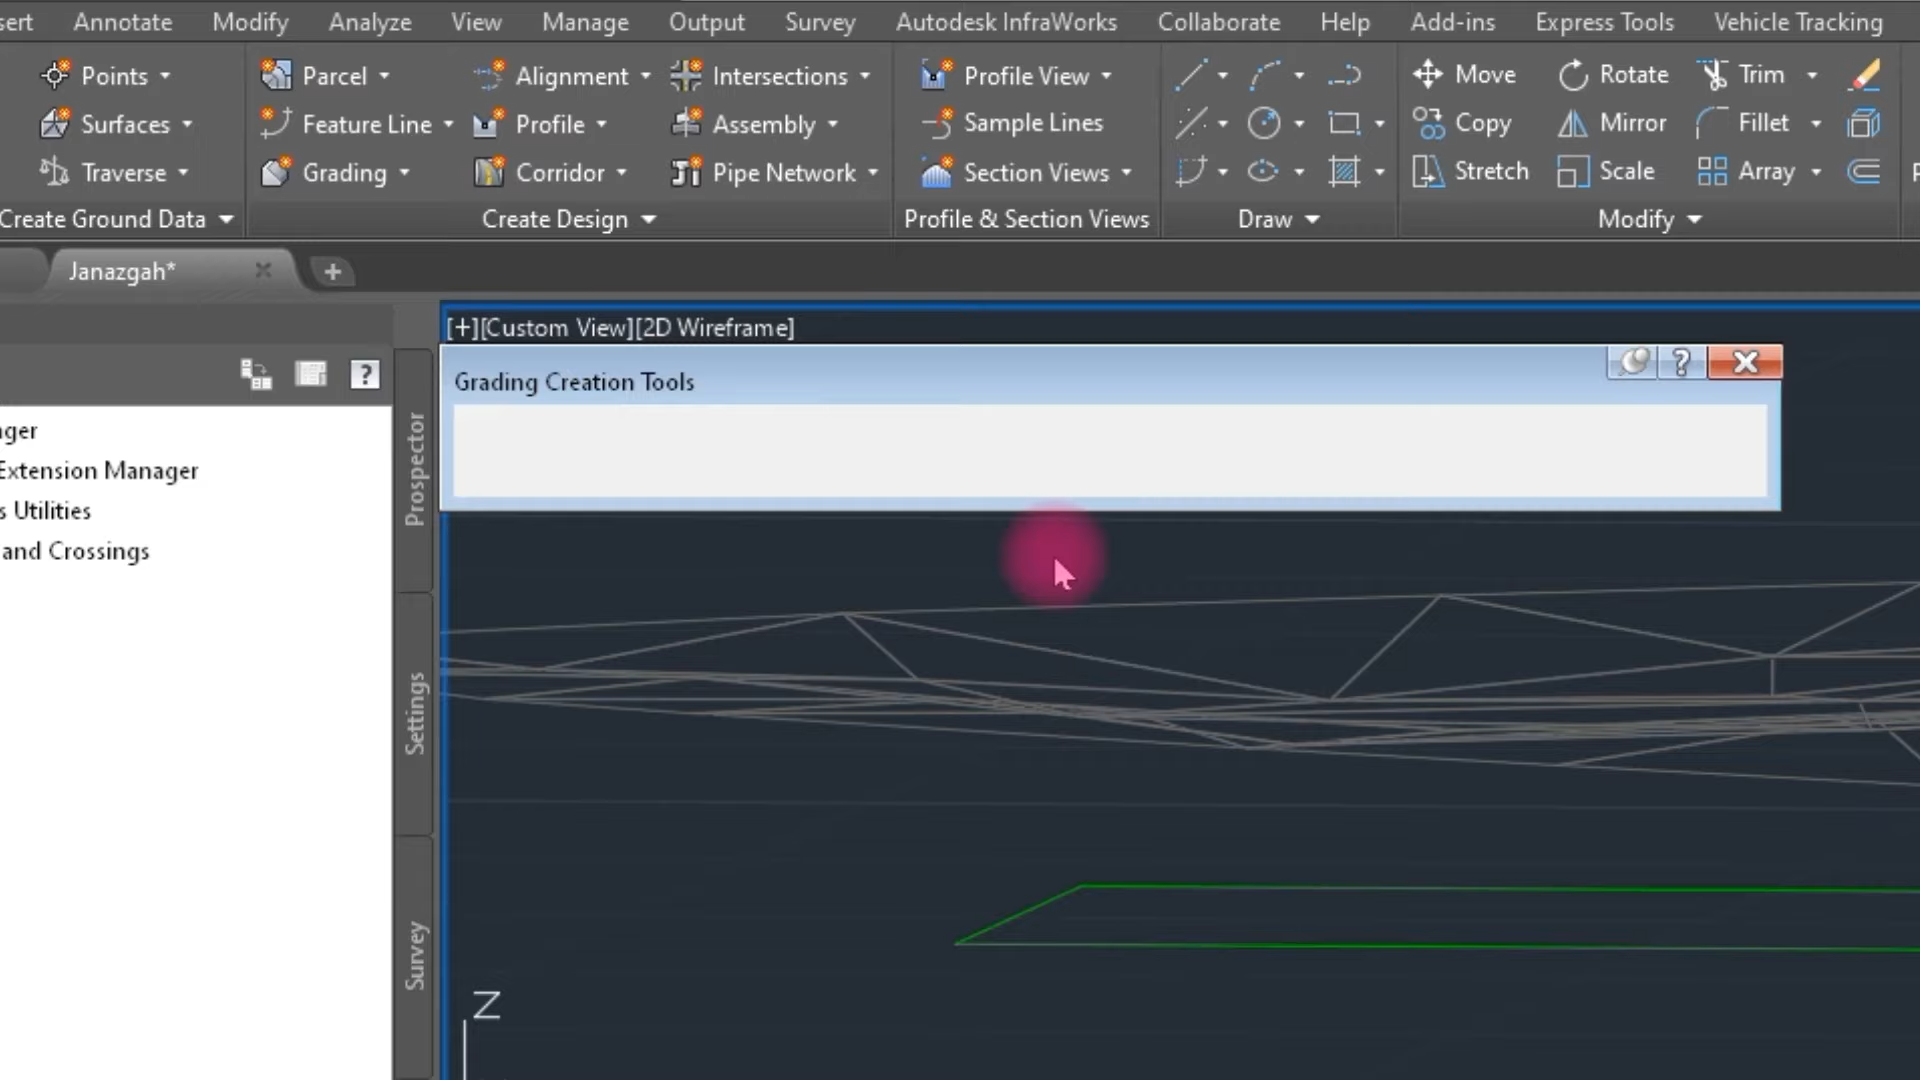 sert Annotate Modify Analyze View Manage Output Survey Autodesk InfraWorks Collaborate Help Add-ins Express Tools Vehicle Tracking
Points Parcel Alignment Intersections Profile View Move Rotate Trim
Surfaces Feature Line Profile Assembly Sample Lines Copy Mirror Fillet
Traverse Grading Corridor Pipe Network Section Views Stretch Scale Array
Create Ground Data Create Design Profile & Section Views Draw Modify
Janazgah*
[+][Custom View][2D Wireframe]
Grading Creation Tools
ager
Extension Manager
s Utilities
and Crossings
Prospector
Settings
Survey
Z